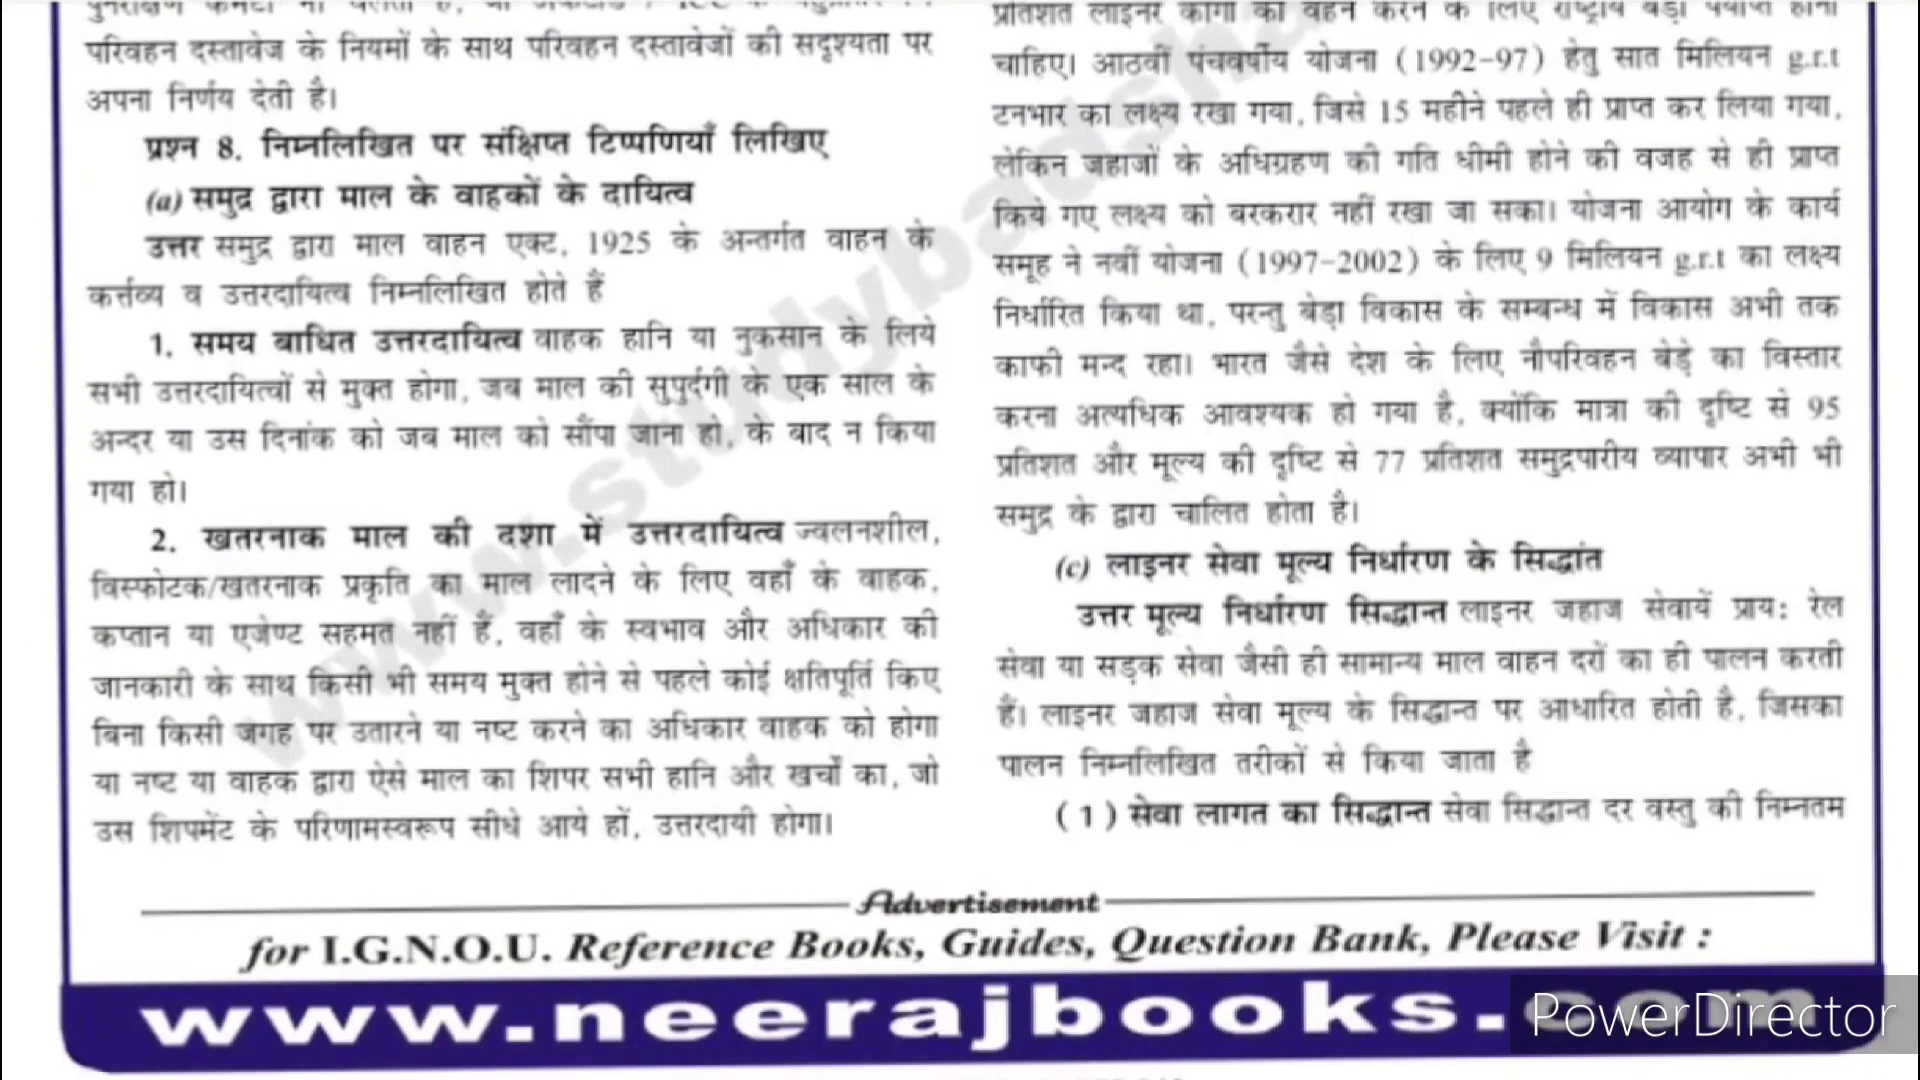 परिवहन दस्तावेज के नियमों के साथ परिवहन दस्तावेजों की सदृश्यता पर
अपना निर्णय देती है।
प्रश्न 8. निम्नलिखित पर संक्षिप्त टिप्पणियाँ लिखिए
(a) समुद्र द्वारा माल के वाहकों के दायित्व
उत्तर समुद्र द्वारा माल वाहन एक्ट, 1925 के अन्तर्गत वाहन के
कर्त्तव्य व उत्तरदायित्व निम्नलिखित होते हैं
1. समय बाधित उत्तरदायित्व वाहक हानि या नुकसान के लिये
सभी उत्तरदायित्वों से मुक्त होगा, जब माल की सुपुर्दगी के एक साल के
अन्दर या उस दिनांक को जब माल को सौंपा जाना हो, के बाद न किया
गया हो।
2. खतरनाक माल की दशा में उत्तरदायित्व ज्वलनशील,
विस्फोटक/खतरनाक प्रकृति का माल लादने के लिए वहाँ के वाहक,
कप्तान या एजेण्ट सहमत नहीं हैं, वहाँ के स्वभाव और अधिकार की
जानकारी के साथ किसी भी समय मुक्त होने से पहले कोई क्षतिपूर्ति किए
बिना किसी जगह पर उतारने या नष्ट करने का अधिकार वाहक को होगा
या नष्ट या वाहक द्वारा ऐसे माल का शिपर सभी हानि और खर्चों का, जो
उस शिपमेंट के परिणामस्वरूप सीधे आये हों, उत्तरदायी होगा।
प्रतिशत लाइनर कार्गो का वहन करने के लिए राष्ट्रीय बेड़ा पर्याप्त होना
चाहिए। आठवीं पंचवर्षीय योजना (1992-97) हेतु सात मिलियन g.r.t
टनभार का लक्ष्य रखा गया, जिसे 15 महीने पहले ही प्राप्त कर लिया गया,
लेकिन जहाजों के अधिग्रहण की गति धीमी होने की वजह से ही प्राप्त
किये गए लक्ष्य को बरकरार नहीं रखा जा सका। योजना आयोग के कार्य
समूह ने नवीं योजना (1997-2002) के लिए 9 मिलियन g.r.t का लक्ष्य
निर्धारित किया था, परन्तु बेड़ा विकास के सम्बन्ध में विकास अभी तक
काफी मन्द रहा। भारत जैसे देश के लिए नौपरिवहन बेड़े का विस्तार
करना अत्यधिक आवश्यक हो गया है, क्योंकि मात्रा की दृष्टि से 95
प्रतिशत और मूल्य की दृष्टि से 77 प्रतिशत समुद्रपारीय व्यापार अभी भी
समुद्र के द्वारा चालित होता है।
(c) लाइनर सेवा मूल्य निर्धारण के सिद्धांत
उत्तर मूल्य निर्धारण सिद्धान्त लाइनर जहाज सेवायें प्राय: रेल
सेवा या सड़क सेवा जैसी ही सामान्य माल वाहन दरों का ही पालन करती
हैं। लाइनर जहाज सेवा मूल्य के सिद्धान्त पर आधारित होती है, जिसका
पालन निम्नलिखित तरीकों से किया जाता है
(1) सेवा लागत का सिद्धान्त सेवा सिद्धान्त दर वस्तु की निम्नतम
Advertisement
for I.G.N.O.U. Reference Books, Guides, Question Bank, Please Visit :
www.neerajbooks.com
PowerDirector